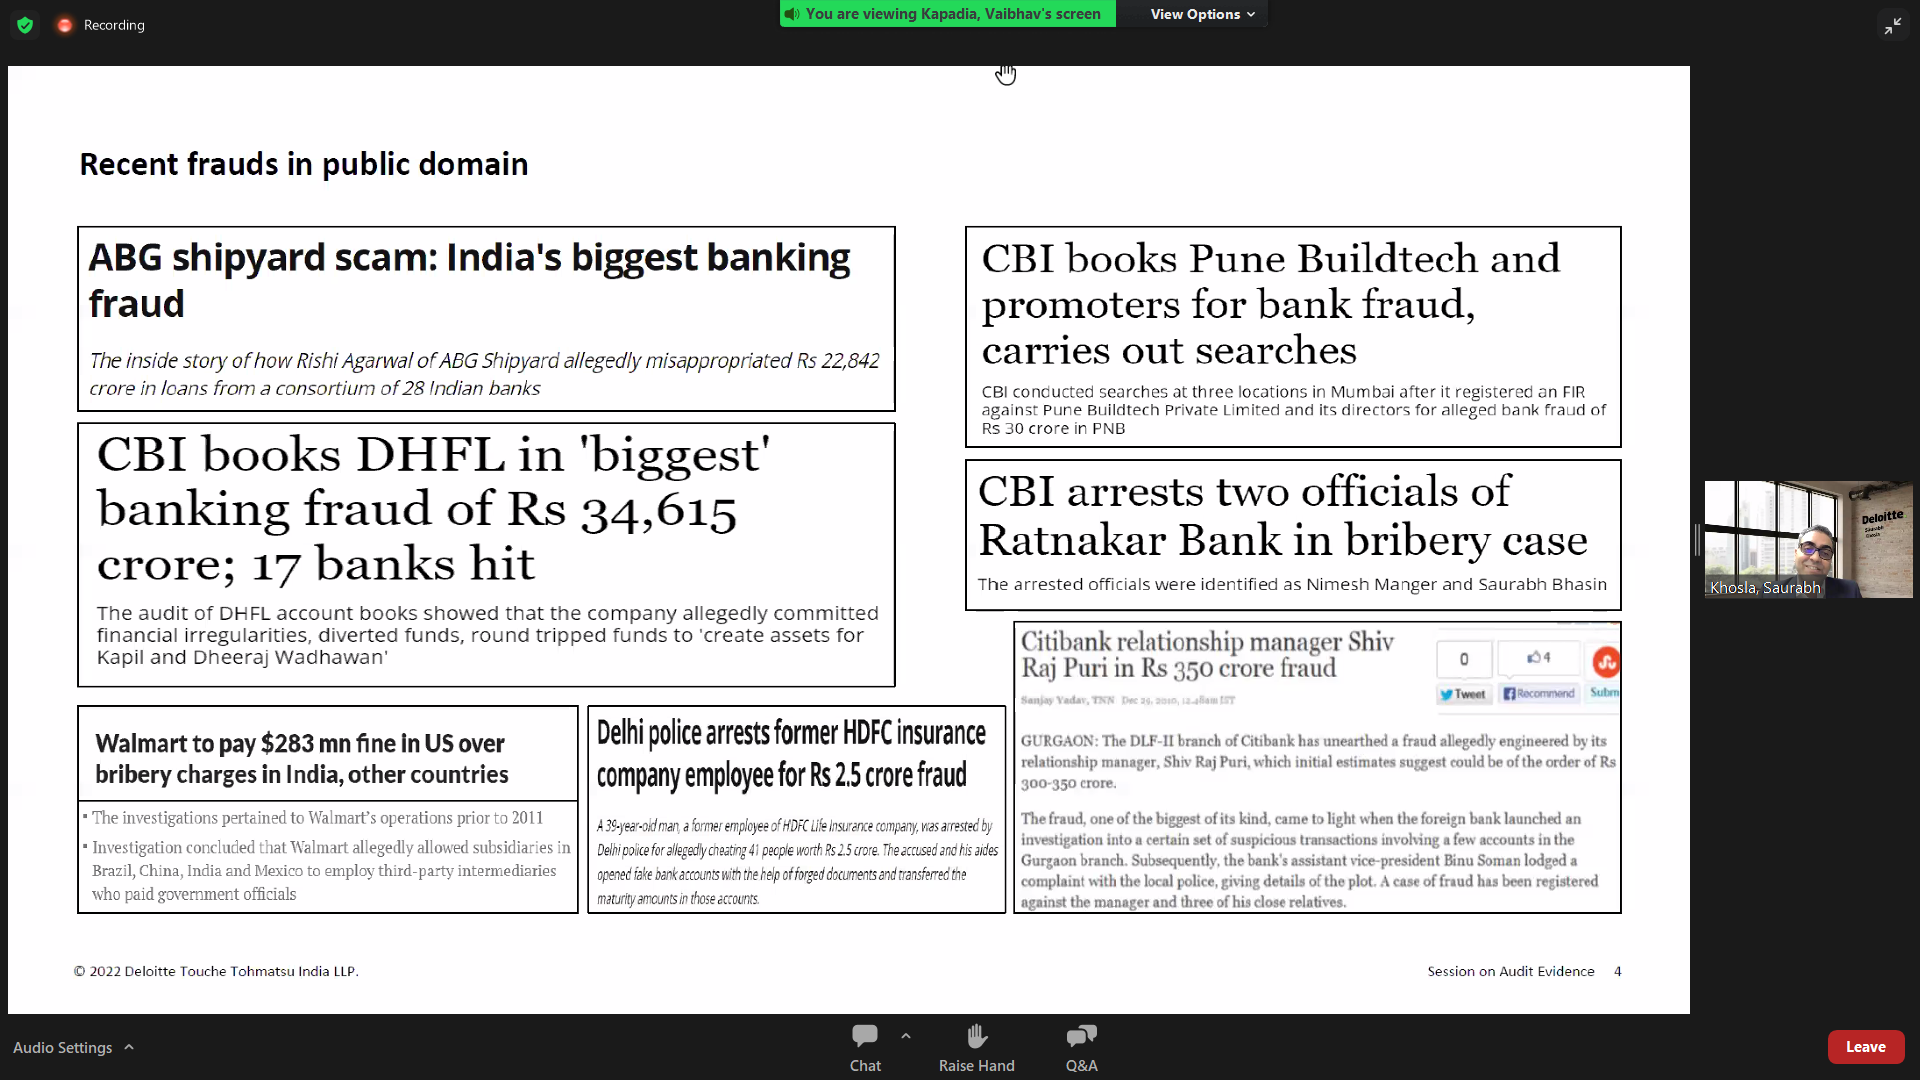 Recording
You are viewing Kapadia, Vaibhav's screen
View Options
Recent frauds in public domain
ABG shipyard scam: India's biggest banking
fraud
The inside story of how Rishi Agarwal of ABG Shipyard allegedly misappropriated Rs 22,842
crore in loans from a consortium of 28 Indian banks
CBI books DHFL in 'biggest'
banking fraud of Rs 34,615
crore; 17 banks hit
The audit of DHFL account books showed that the company allegedly committed
financial irregularities, diverted funds, round tripped funds to 'create assets for
Kapil and Dheeraj Wadhawan'
CBI books Pune Buildtech and
promoters for bank fraud,
carries out searches
CBI conducted searches at three locations in Mumbai after it registered an FIR
against Pune Buildtech Private Limited and its directors for alleged bank fraud of
Rs 30 crore in PNB
CBI arrests two officials of
Ratnakar Bank in bribery case
The arrested officials were identified as Nimesh Manger and Saurabh Bhasin
Walmart to pay $283 mn fine in US over
bribery charges in India, other countries
▪ The investigations pertained to Walmart's operations prior to 2011
▪ Investigation concluded that Walmart allegedly allowed subsidiaries in
Brazil, China, India and Mexico to employ third-party intermediaries
who paid government officials
Delhi police arrests former HDFC insurance
company employee for Rs 2.5 crore fraud
A 39-year-old man, a former employee of HDFC Life Insurance company, was arrested by
Delhi police for allegedly cheating 41 people worth Rs 2.5 crore. The accused and his aides
opened fake bank accounts with the help of forged documents and transferred the
maturity amounts in those accounts.
Citibank relationship manager Shiv
Raj Puri in Rs 350 crore fraud
Sanjay Yadav, TNN Dec 29, 2010, 12.48am IST
0
4
Tweet
Recommend
Subm
GURGAON: The DLF-II branch of Citibank has unearthed a fraud allegedly engineered by its
relationship manager, Shiv Raj Puri, which initial estimates suggest could be of the order of Rs
300-350 crore.
The fraud, one of the biggest of its kind, came to light when the foreign bank launched an
investigation into a certain set of suspicious transactions involving a few accounts in the
Gurgaon branch. Subsequently, the bank's assistant vice-president Binu Soman lodged a
complaint with the local police, giving details of the plot. A case of fraud has been registered
against the manager and three of his close relatives.
© 2022 Deloitte Touche Tohmatsu India LLP.
Session on Audit Evidence 4
Deloitte
Saurabh
Khosla, Saurabh
Audio Settings
Chat
Raise Hand
Q&A
Leave